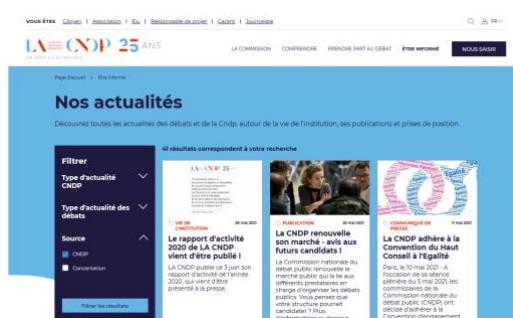 VOUS ÊTES Citoyen | Association | Élu | Responsable de projet | Garant | Journaliste
FR
LA CNDP 25 ANS
LA COMMISSION COMPRENDRE PRENDRE PART AU DÉBAT ÊTRE INFORMÉ NOUS SAISIR
Page d'accueil > Être informé
Nos actualités
Découvrez toutes les actualités des débats et de la Cndp, autour de la vie de l'institution, ses publications et prises de position.
Filtrer
Type d'actualité
CNDP
Type d'actualité des
débats
Source
CNDP
Concertation
Filtrer les résultats
47 résultats correspondent à votre recherche
LA CNDP 25
VIE DE
L'INSTITUTION
Le rapport d'activité
2020 de LA CNDP
vient d'être publié !
LA CNDP publie ce 3 juin son
rapport d'activité de l'année
2020, qui vient d'être
présenté à la presse.
PUBLICATION
La CNDP renouvelle
son marché - avis aux
futurs candidats !
La Commission nationale du
débat public renouvelle le
marché public qui la lie aux
différents prestataires en
charge d'organiser les débats
publics. Vous pensez que
votre structure pourrait
candidater ? Plus
Égalité
COMMUNIQUÉ DE
PRESSE
11 mai 2021
La CNDP adhère à la
Convention du Haut
Conseil à l'Egalité
Paris, le 10 mai 2021 - A
l'occasion de sa séance
plénière du 5 mai 2021, les
commissaires de la
Commission nationale du
débat public (CNDP) ont
décidé d'adhérer à la
Convention d'engagement